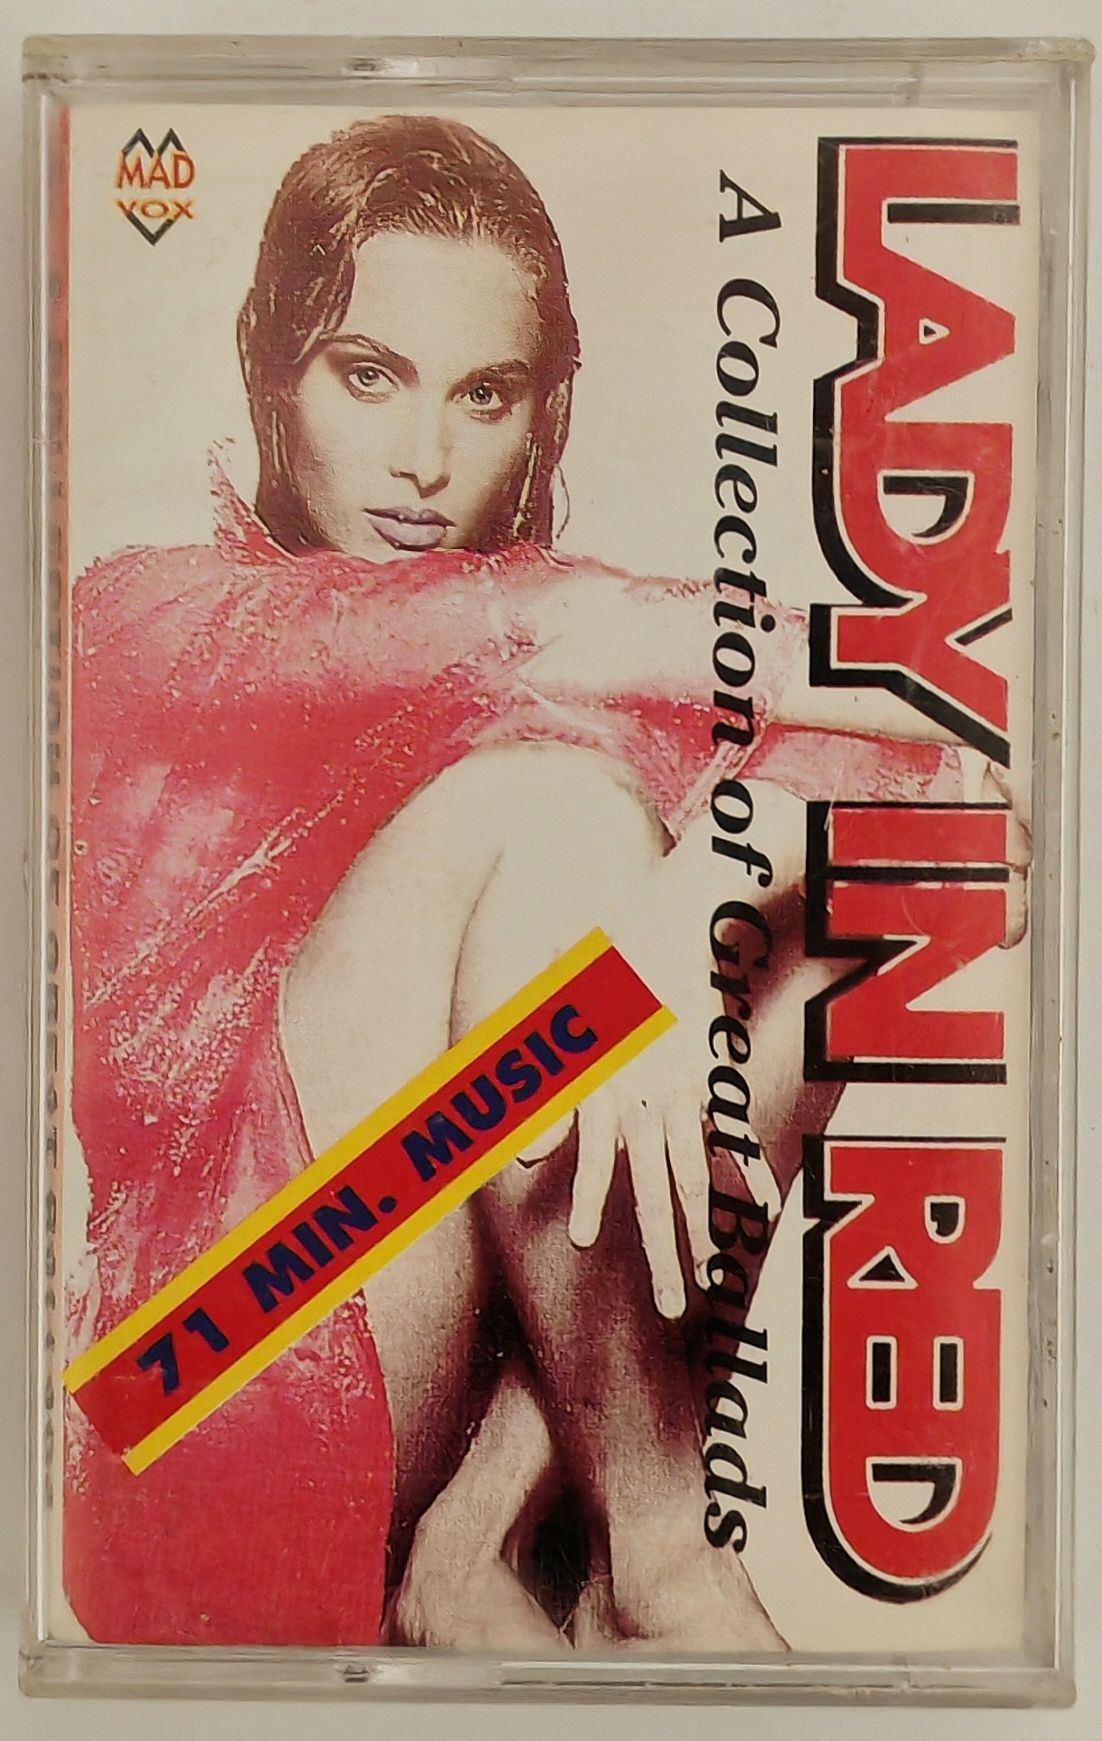 MAD
VOX
LADY IN RED
A Collection of Great Ballads
71 MIN. MUSIC